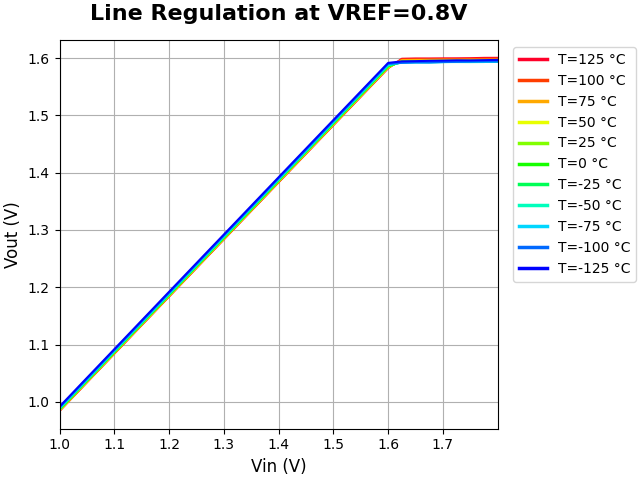 Line Regulation at VREF=0.8V
Vout (V)
1.6
1.5
1.4
1.3
1.2
1.1
1.0
1.0 1.1 1.2 1.3 1.4 1.5 1.6 1.7
Vin (V)
T=125 °C
T=100 °C
T=75 °C
T=50 °C
T=25 °C
T=0 °C
T=-25 °C
T=-50 °C
T=-75 °C
T=-100 °C
T=-125 °C